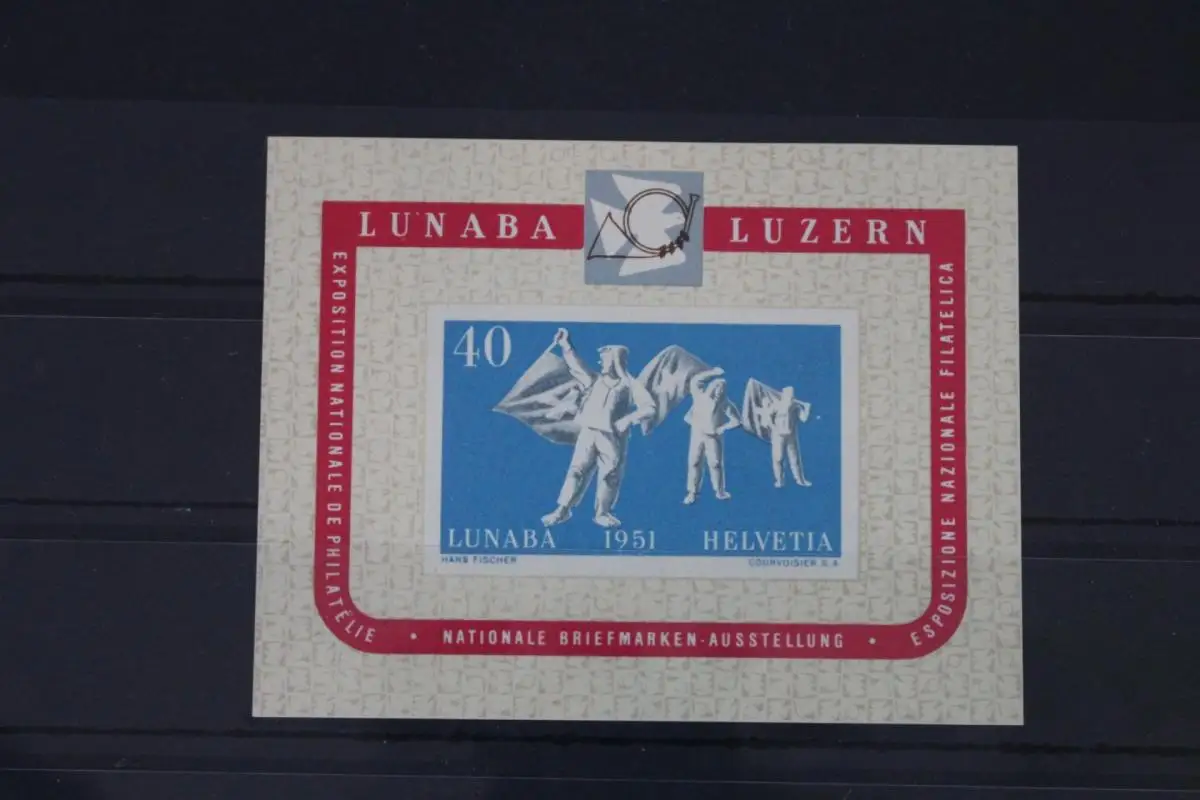 LUNABA LUZERN
EXPOSITION NATIONALE DE PHILATÉLIE • NATIONALE BRIEFMARKEN-AUSSTELLUNG • ESPOSIZIONE NAZIONALE FILATELICA
40
LUNABA 1951 HELVETIA
HANS FISCHER COURVOISIER S.A